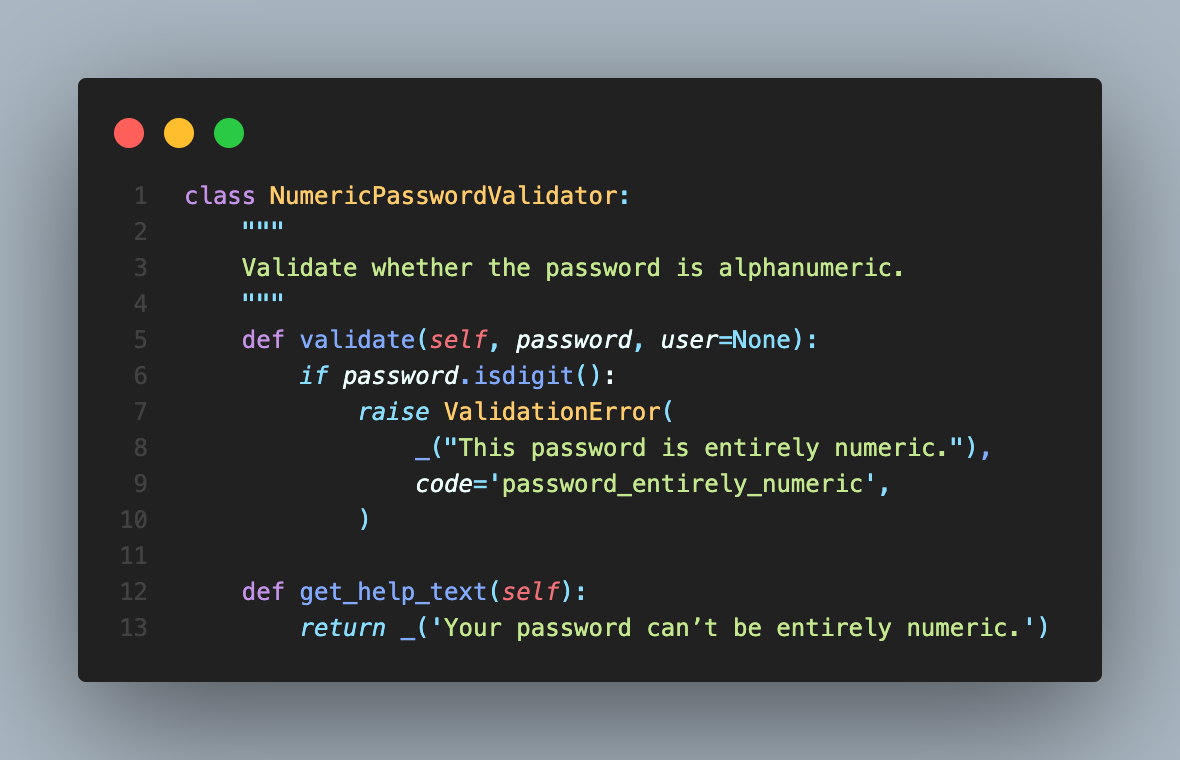 1 class NumericPasswordValidator:
2     """
3     Validate whether the password is alphanumeric.
4     """
5     def validate(self, password, user=None):
6         if password.isdigit():
7             raise ValidationError(
8                 _("This password is entirely numeric."),
9                 code='password_entirely_numeric',
10             )
11
12     def get_help_text(self):
13         return _('Your password can’t be entirely numeric.')